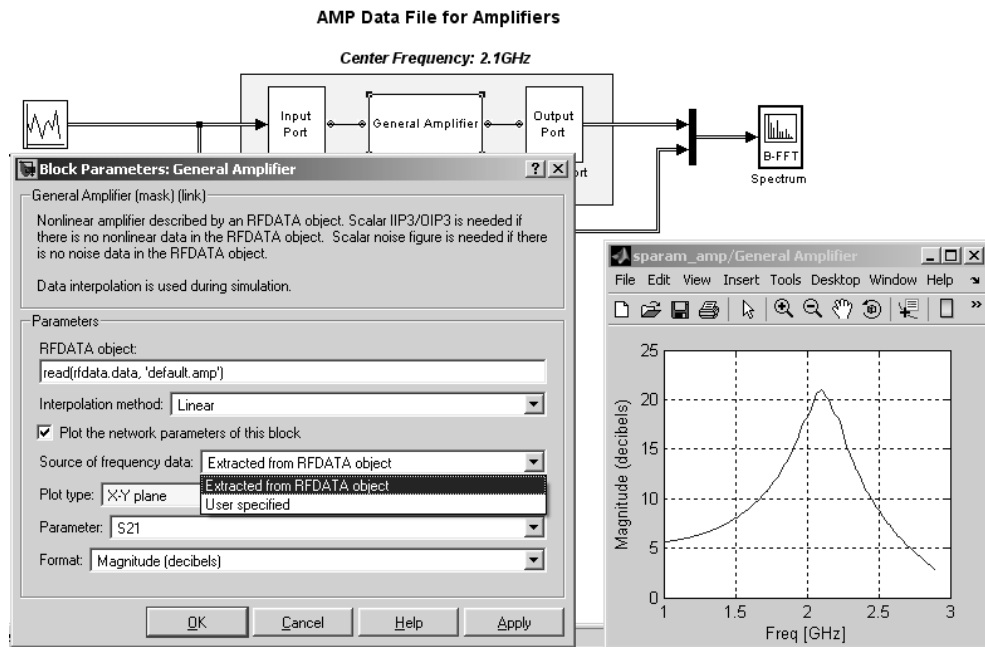 AMP Data File for Amplifiers
Center Frequency: 2.1GHz
Input
Port
General Amplifier
Output
Port
B-FFT
Spectrum
Block Parameters: General Amplifier
General Amplifier (mask) (link)
Nonlinear amplifier described by an RFDATA object. Scalar IIP3/OIP3 is needed if
there is no nonlinear data in the RFDATA object. Scalar noise figure is needed if there
is no noise data in the RFDATA object.
Data interpolation is used during simulation.
Parameters
RFDATA object:
read(rfdata.data, 'default.amp')
Interpolation method: Linear
Plot the network parameters of this block
Source of frequency data: Extracted from RFDATA object
Extracted from RFDATA object
User specified
Plot type: X-Y plane
Parameter: S21
Format: Magnitude (decibels)
OK Cancel Help Apply
sparam_amp/General Amplifier
File Edit View Insert Tools Desktop Window Help
25
20
15
10
5
0
Magnitude (decibels)
1 1.5 2 2.5 3
Freq [GHz]